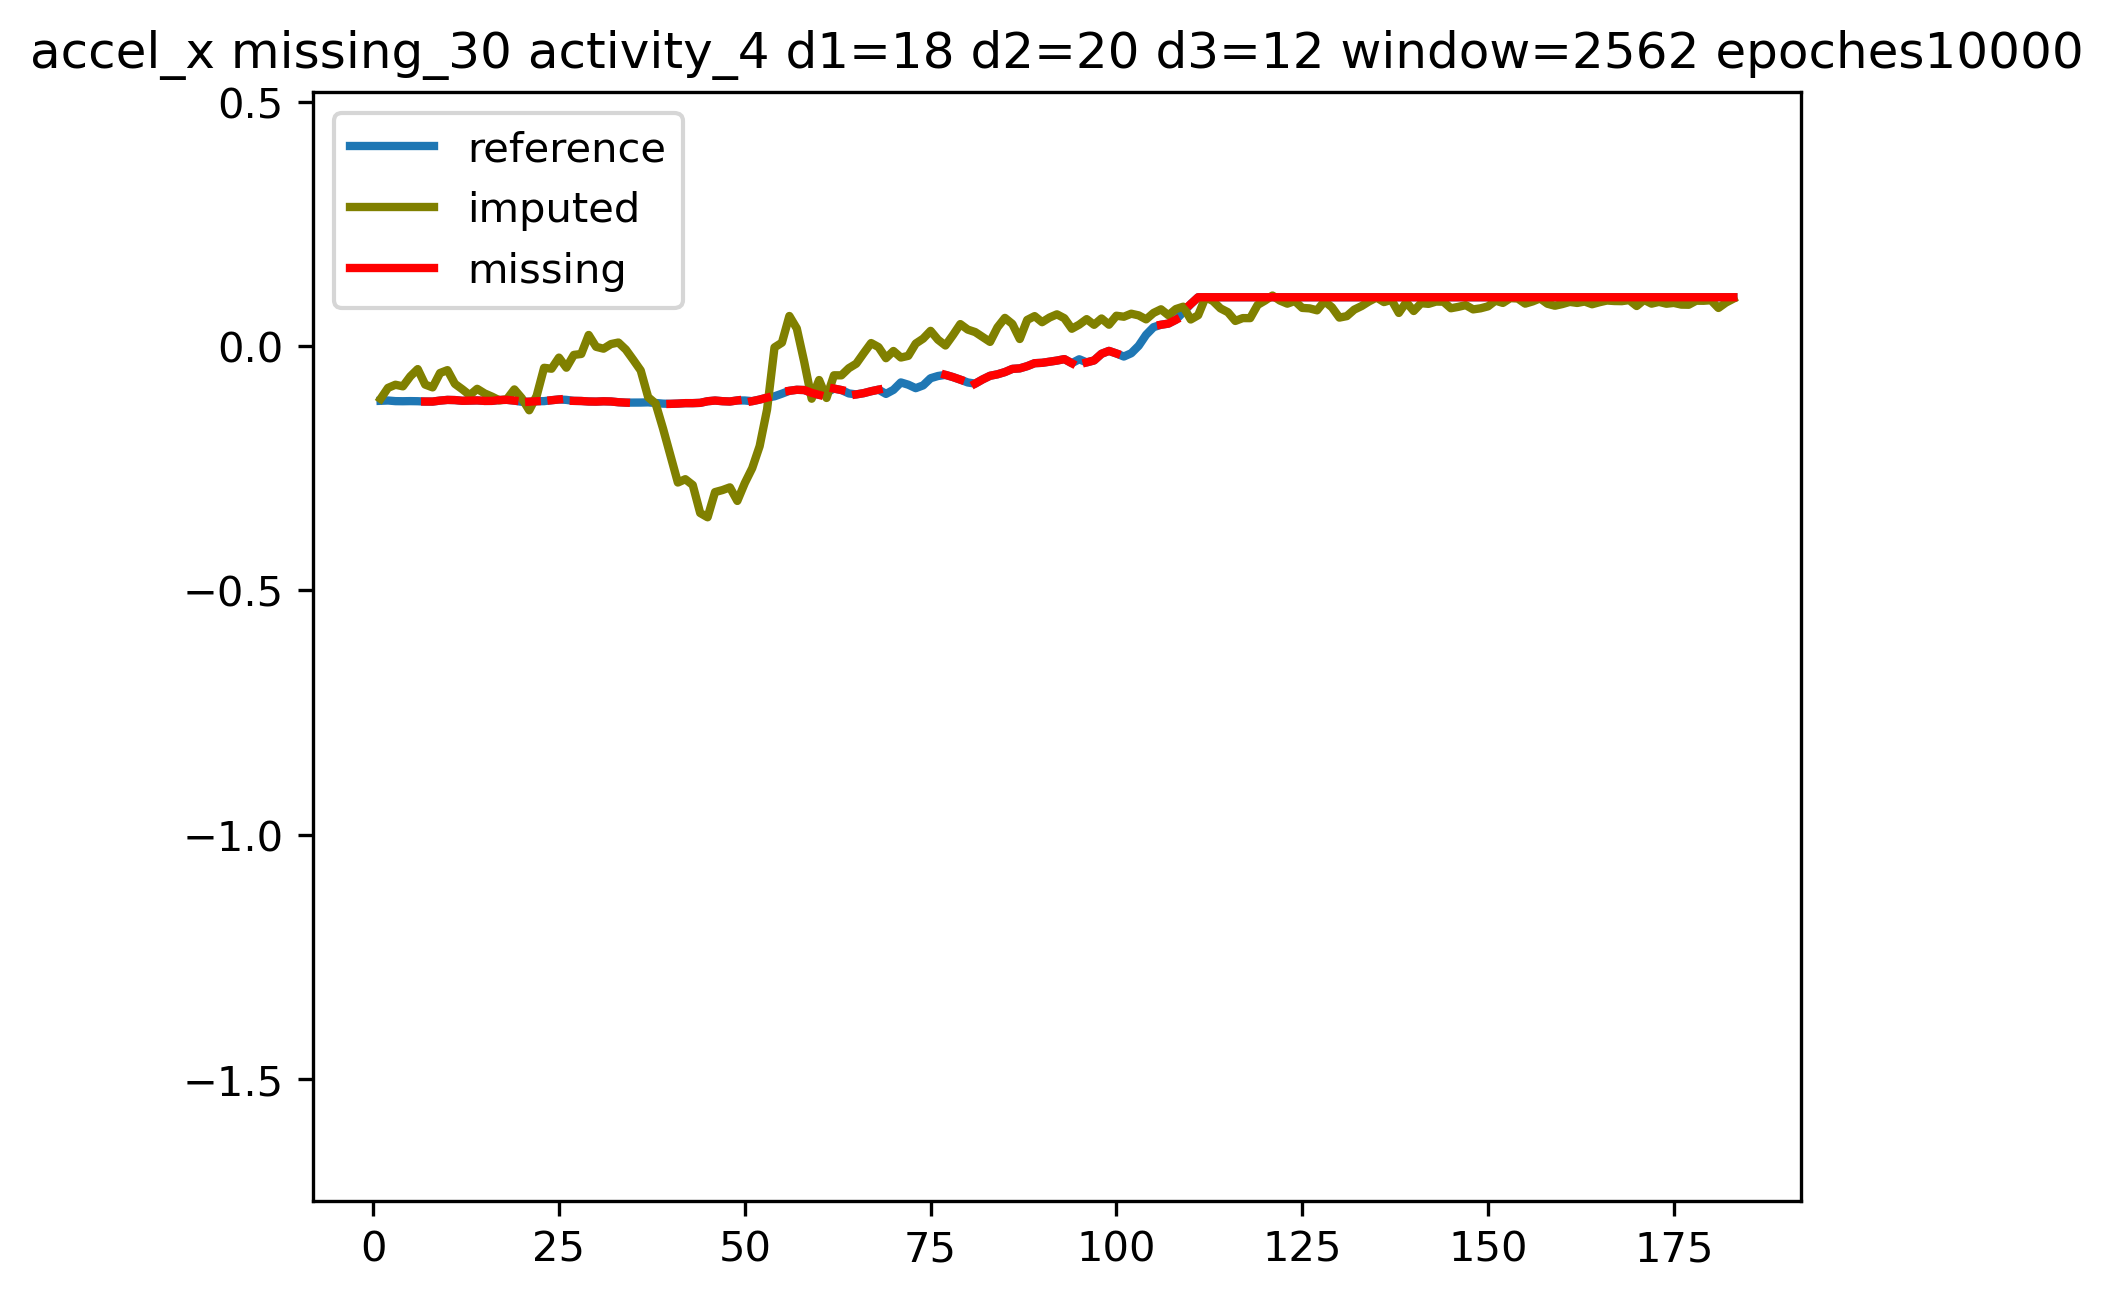 accel_x missing_30 activity_4 d1=18 d2=20 d3=12 window=2562 epoches10000
reference
imputed
missing
0.5
0.0
−0.5
−1.0
−1.5
0 25 50 75 100 125 150 175